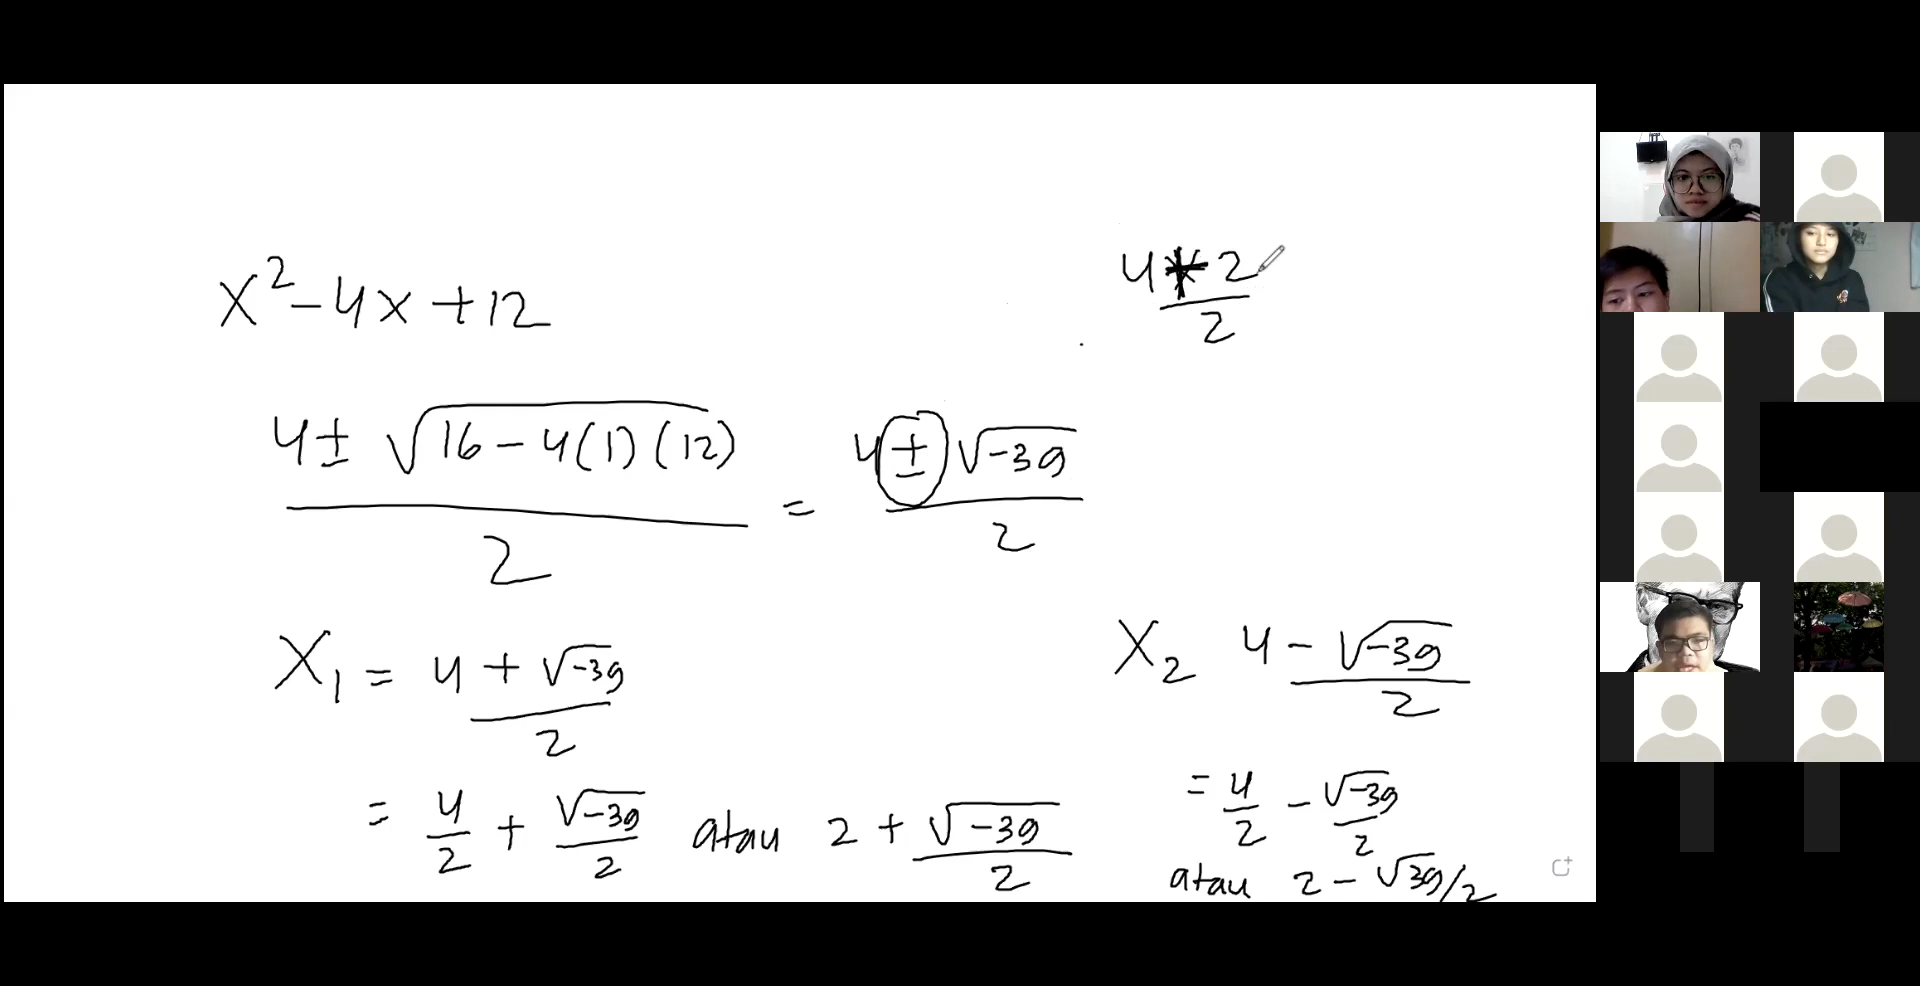 4 * 2
2
x² - 4x + 12
4 ± √16 - 4(1)(12)
2
= 4 ± √-39
2
X₁ = 4 + √-39
2
X₂ 4 - √-39
2
= 4/2 + √-39/2 atau 2 + √-39/2
= 4/2 - √-39/2
atau 2 - √39/2